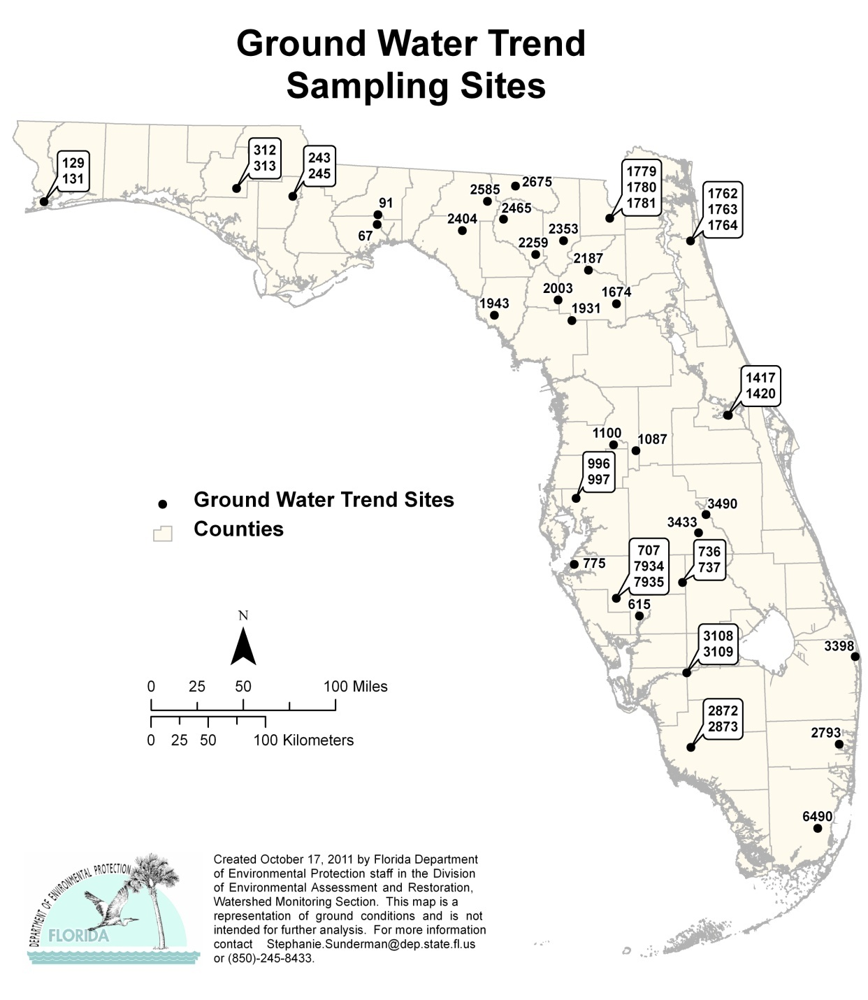 Ground Water Trend
Sampling Sites
129
131
312
313
243
245
91
67
2675
2585
2465
2404
2353
2259
2187
2003
1674
1943
1931
1779
1780
1781
1762
1763
1764
1417
1420
1100
1087
996
997
3490
3433
775
707
7934
7935
736
737
615
3108
3109
3398
2872
2873
2793
6490
Ground Water Trend Sites
Counties
N
0 25 50 100 Miles
0 25 50 100 Kilometers
DEPARTMENT OF ENVIRONMENTAL PROTECTION
FLORIDA
Created October 17, 2011 by Florida Department
of Environmental Protection staff in the Division
of Environmental Assessment and Restoration,
Watershed Monitoring Section. This map is a
representation of ground conditions and is not
intended for further analysis. For more information
contact Stephanie.Sunderman@dep.state.fl.us
or (850)-245-8433.